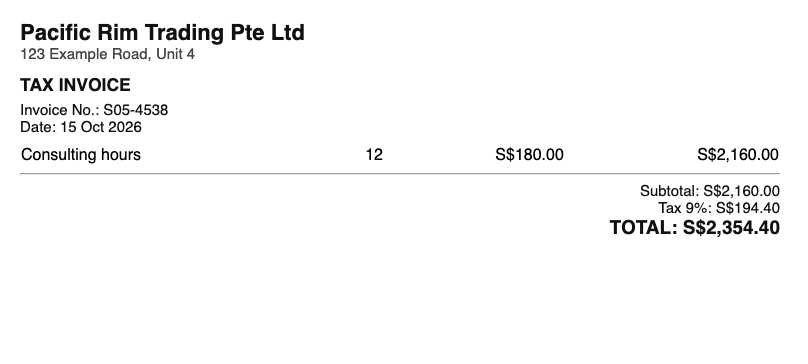 Pacific Rim Trading Pte Ltd
123 Example Road, Unit 4
TAX INVOICE
Invoice No.: S05-4538
Date: 15 Oct 2026
Consulting hours 12 S$180.00 S$2,160.00
Subtotal: S$2,160.00
Tax 9%: S$194.40
TOTAL: S$2,354.40